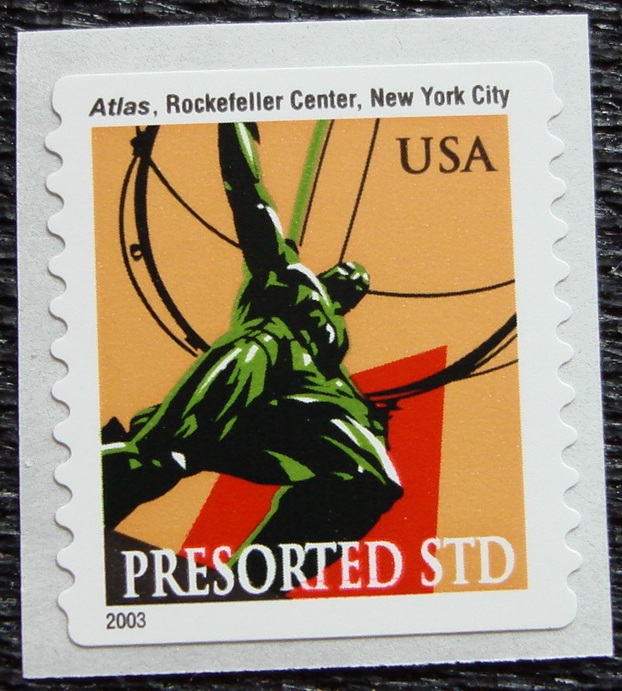 Atlas, Rockefeller Center, New York City
USA
PRESORTED STD
2003